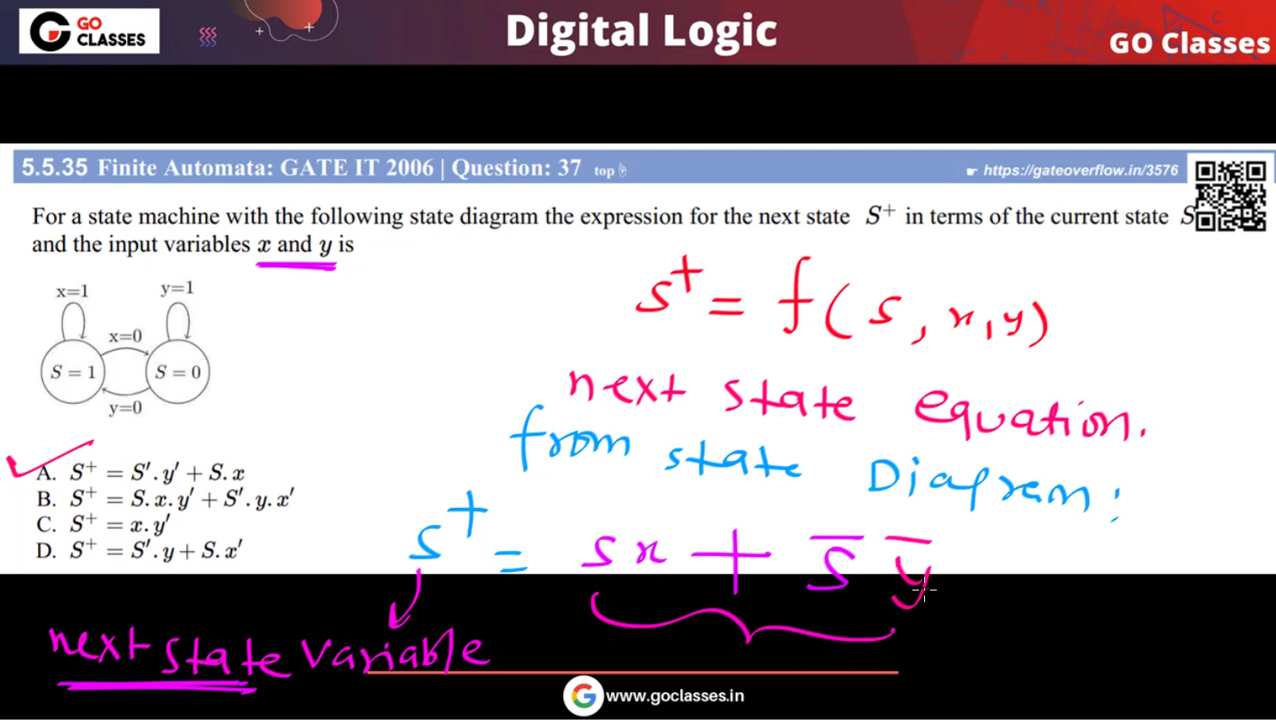 GO
CLASSES
Digital Logic
GO Classes
5.5.35 Finite Automata: GATE IT 2006 | Question: 37 top☟
☛ https://gateoverflow.in/3576
For a state machine with the following state diagram the expression for the next state S⁺ in terms of the current state S
and the input variables x and y is
x=1
y=1
x=0
S = 1
S = 0
y=0
A. S⁺ = S′.y′ + S.x
B. S⁺ = S.x.y′ + S′.y.x′
C. S⁺ = x.y′
D. S⁺ = S′.y + S.x′
S⁺ = f(S, x, y)
next state equation.
from state Diagram:
S⁺ = Sx + S̅ y̅
next state variable
www.goclasses.in